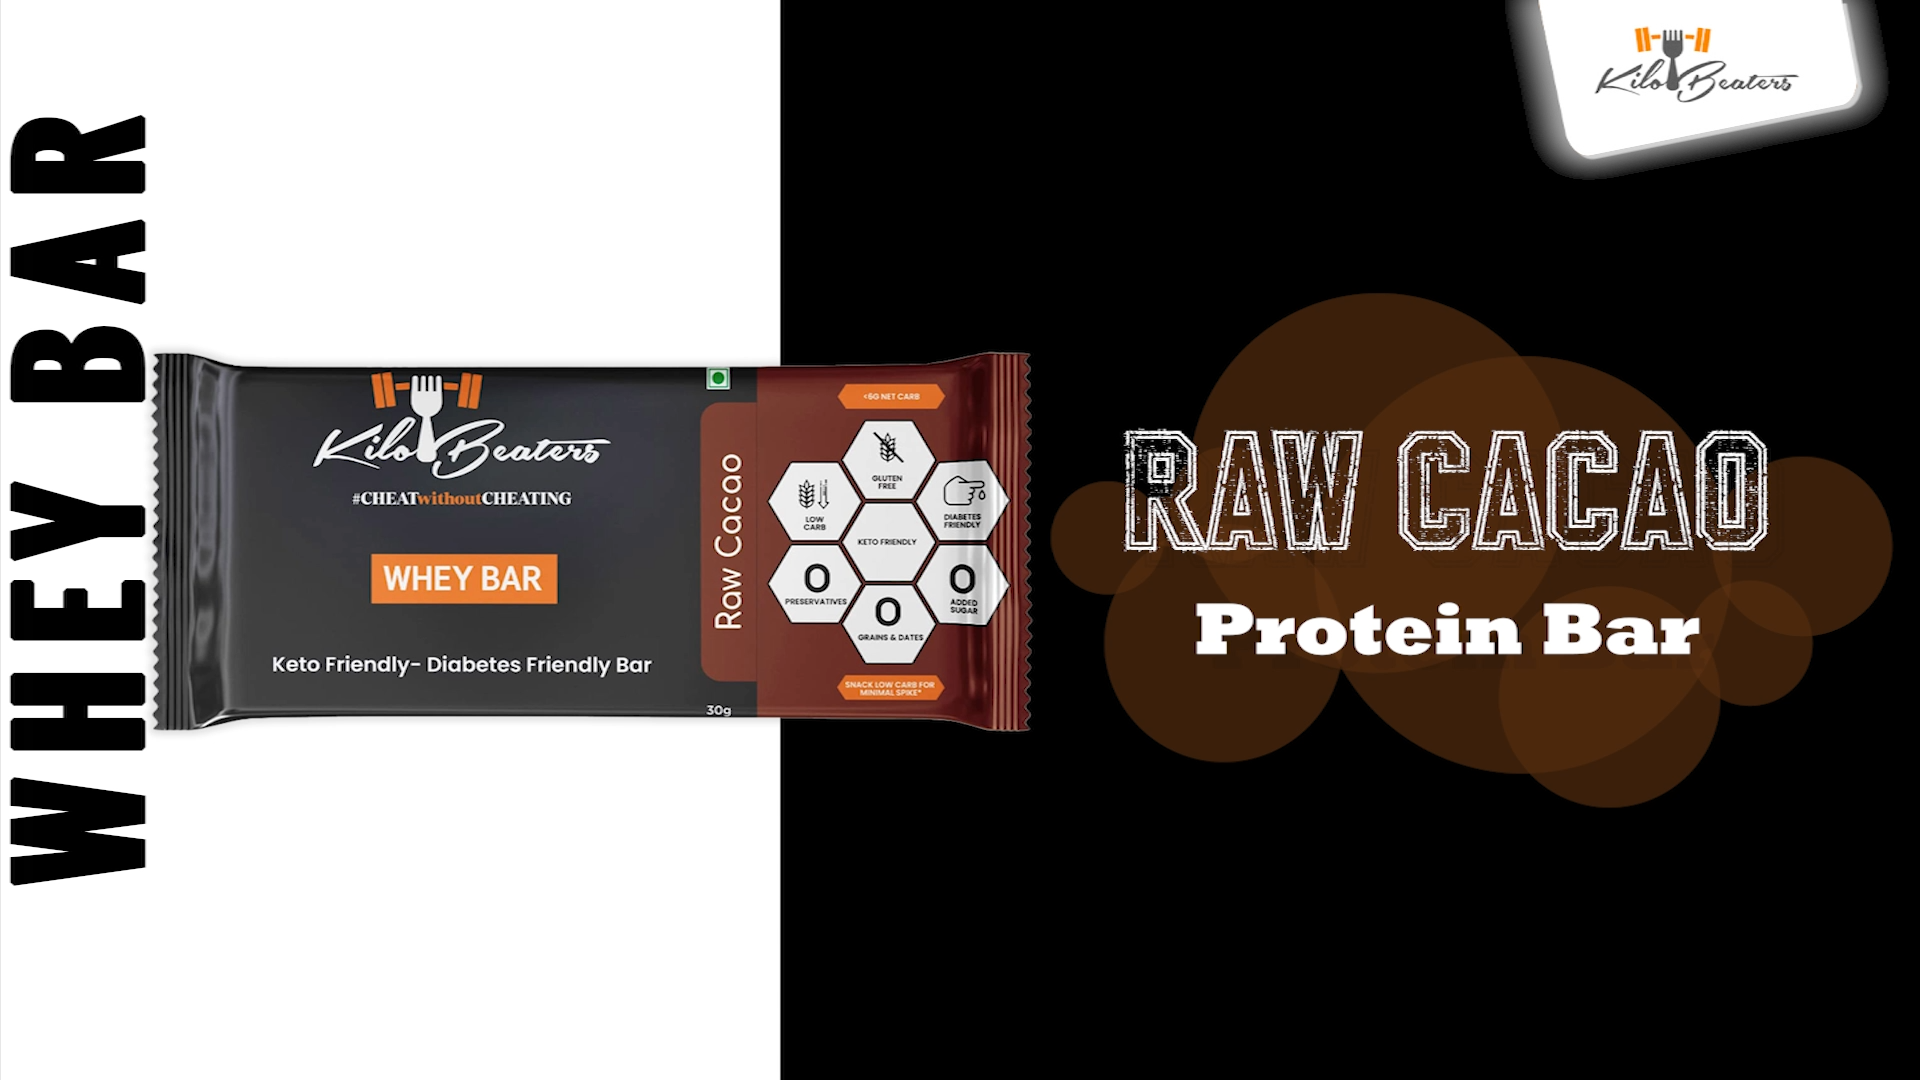 WHEY BAR
Kilo Beaters
#CHEATwithoutCHEATING
WHEY BAR
Keto Friendly- Diabetes Friendly Bar
Raw Cacao
30g
<6G NET CARB
GLUTEN
FREE
LOW
CARB
DIABETES
FRIENDLY
KETO FRIENDLY
0
PRESERVATIVES
0
ADDED
SUGAR
0
GRAINS & DATES
SNACK LOW CARB FOR
MINIMAL SPIKE*
Kilo Beaters
RAW CACAO
Protein Bar